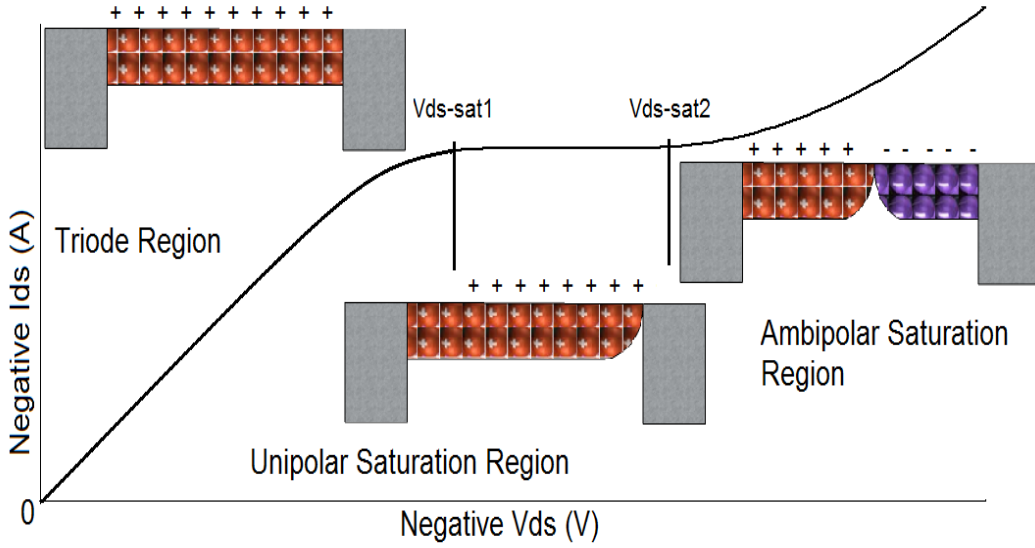 + + + + + + + + + +
Vds-sat1
Vds-sat2
+ + + + + - - - - -
Triode Region
+ + + + + + + +
Ambipolar Saturation
Region
Unipolar Saturation Region
Negative Ids (A)
0
Negative Vds (V)